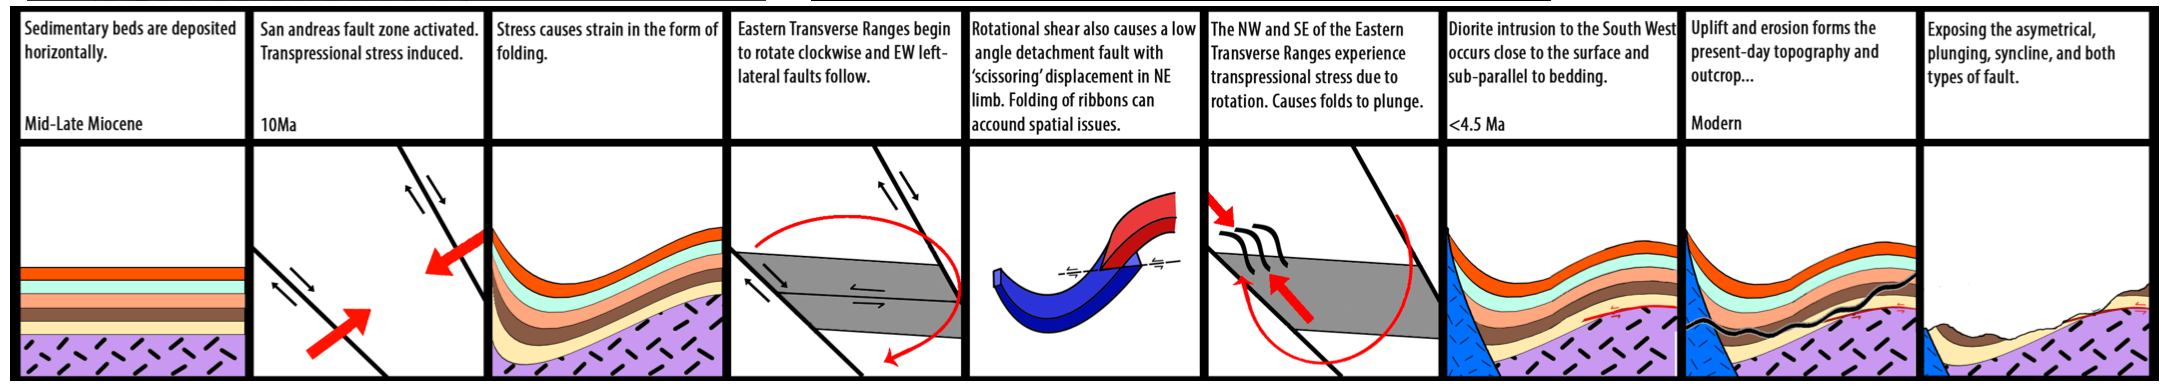 Sedimentary beds are deposited
horizontally.
Mid-Late Miocene
San andreas fault zone activated.
Transpressional stress induced.
10Ma
Stress causes strain in the form of
folding.
Eastern Transverse Ranges begin
to rotate clockwise and EW left-
lateral faults follow.
Rotational shear also causes a low
angle detachment fault with
'scissoring' displacement in NE
limb. Folding of ribbons can
accound spatial issues.
The NW and SE of the Eastern
Transverse Ranges experience
transpressional stress due to
rotation. Causes folds to plunge.
Diorite intrusion to the South West
occurs close to the surface and
sub-parallel to bedding.
<4.5 Ma
Uplift and erosion forms the
present-day topography and
outcrop...
Modern
Exposing the asymetrical,
plunging, syncline, and both
types of fault.